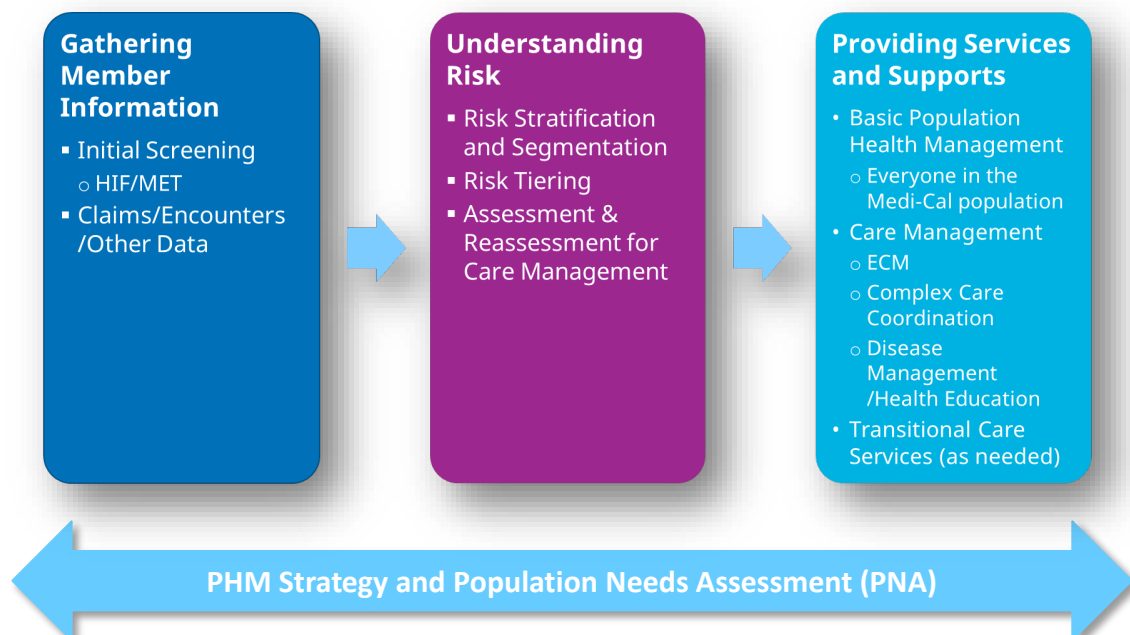 Gathering
Member
Information
▪ Initial Screening
○ HIF/MET
▪ Claims/Encounters
/Other Data
Understanding
Risk
▪ Risk Stratification
and Segmentation
▪ Risk Tiering
▪ Assessment &
Reassessment for
Care Management
Providing Services
and Supports
• Basic Population
Health Management
○ Everyone in the
Medi-Cal population
• Care Management
○ ECM
○ Complex Care
Coordination
○ Disease
Management
/Health Education
• Transitional Care
Services (as needed)
PHM Strategy and Population Needs Assessment (PNA)